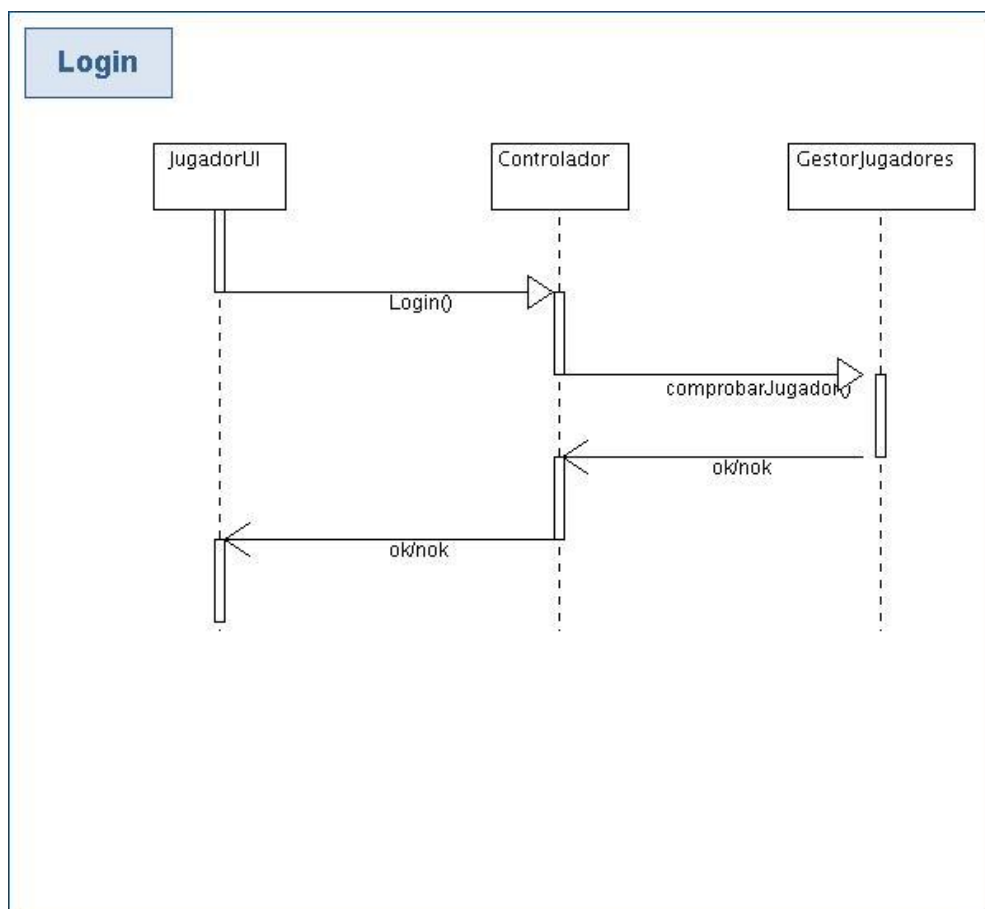 Login
JugadorUI
Controlador
GestorJugadores
Login()
comprobarJugador()
ok/nok
ok/nok